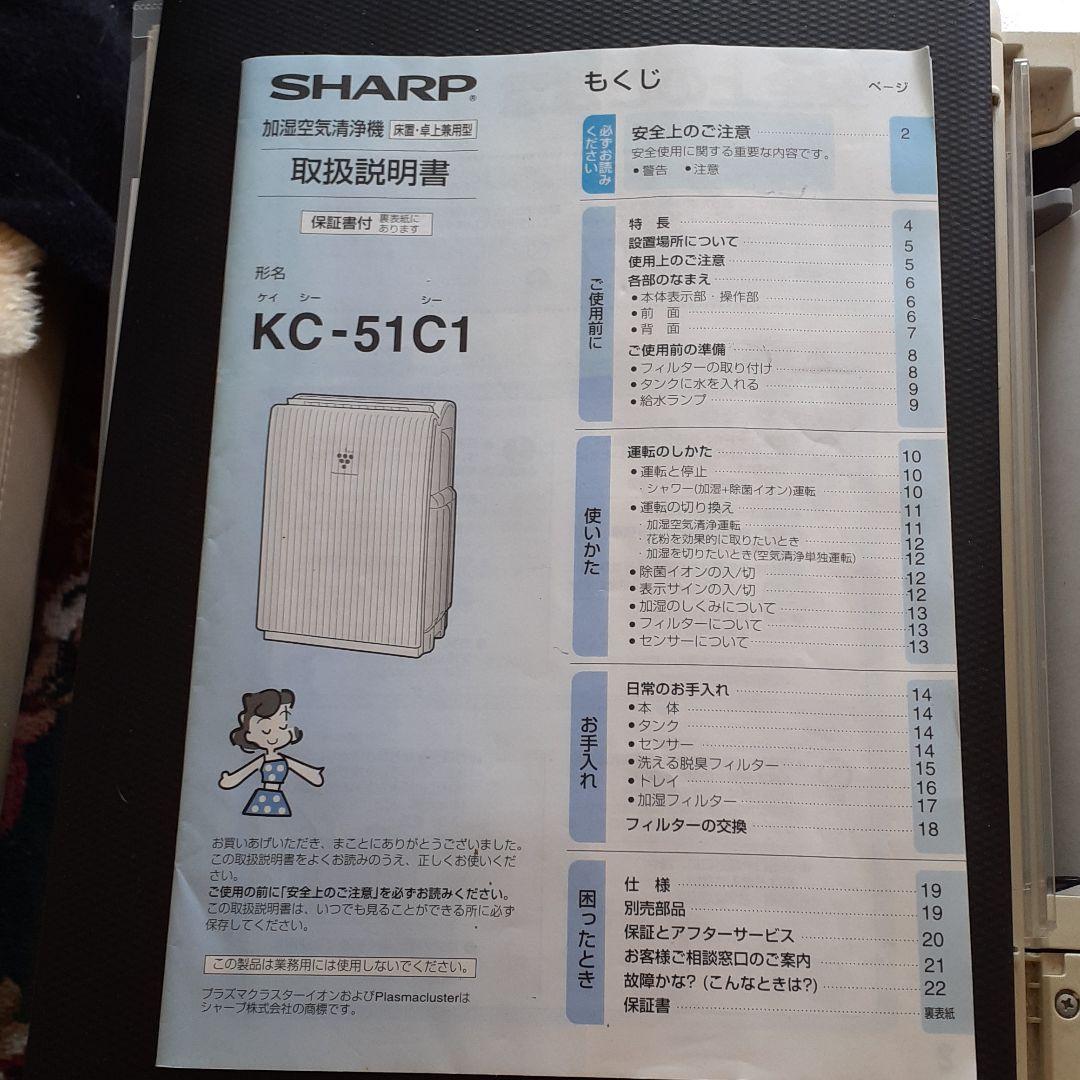 SHARP®
加湿空気清浄機 床置・卓上兼用型
取扱説明書
保証書付 裏表紙に
あります
形名
ケイ シー シー
KC-51C1
お買いあげいただき、まことにありがとうございました。
この取扱説明書をよくお読みのうえ、正しくお使いくだ
さい。
ご使用の前に「安全上のご注意」を必ずお読みください。
この取扱説明書は、いつでも見ることができる所に必ず
保存してください。
この製品は業務用には使用しないでください。
プラズマクラスターイオンおよびPlasmaclusterは
シャープ株式会社の商標です。
もくじ
ページ
必ずお読み
ください
安全上のご注意 2
安全使用に関する重要な内容です。
●警告 ●注意
ご使用前に
特 長 4
設置場所について 5
使用上のご注意 5
各部のなまえ 6
●本体表示部・操作部 6
●前 面 6
●背 面 7
ご使用前の準備 8
●フィルターの取り付け 8
●タンクに水を入れる 9
●給水ランプ 9
使いかた
運転のしかた 10
●運転と停止 10
・シャワー(加湿+除菌イオン)運転 10
●運転の切り換え 11
・加湿空気清浄運転 11
・花粉を効果的に取りたいとき 12
・加湿を切りたいとき(空気清浄単独運転) 12
●除菌イオンの入/切 12
●表示サインの入/切 12
●加湿のしくみについて 13
●フィルターについて 13
●センサーについて 13
お手入れ
日常のお手入れ 14
●本 体 14
●タンク 14
●センサー 14
●洗える脱臭フィルター 15
●トレイ 16
●加湿フィルター 17
フィルターの交換 18
困ったとき
仕 様 19
別売部品 19
保証とアフターサービス 20
お客様ご相談窓口のご案内 21
故障かな? (こんなときは?) 22
保証書 裏表紙